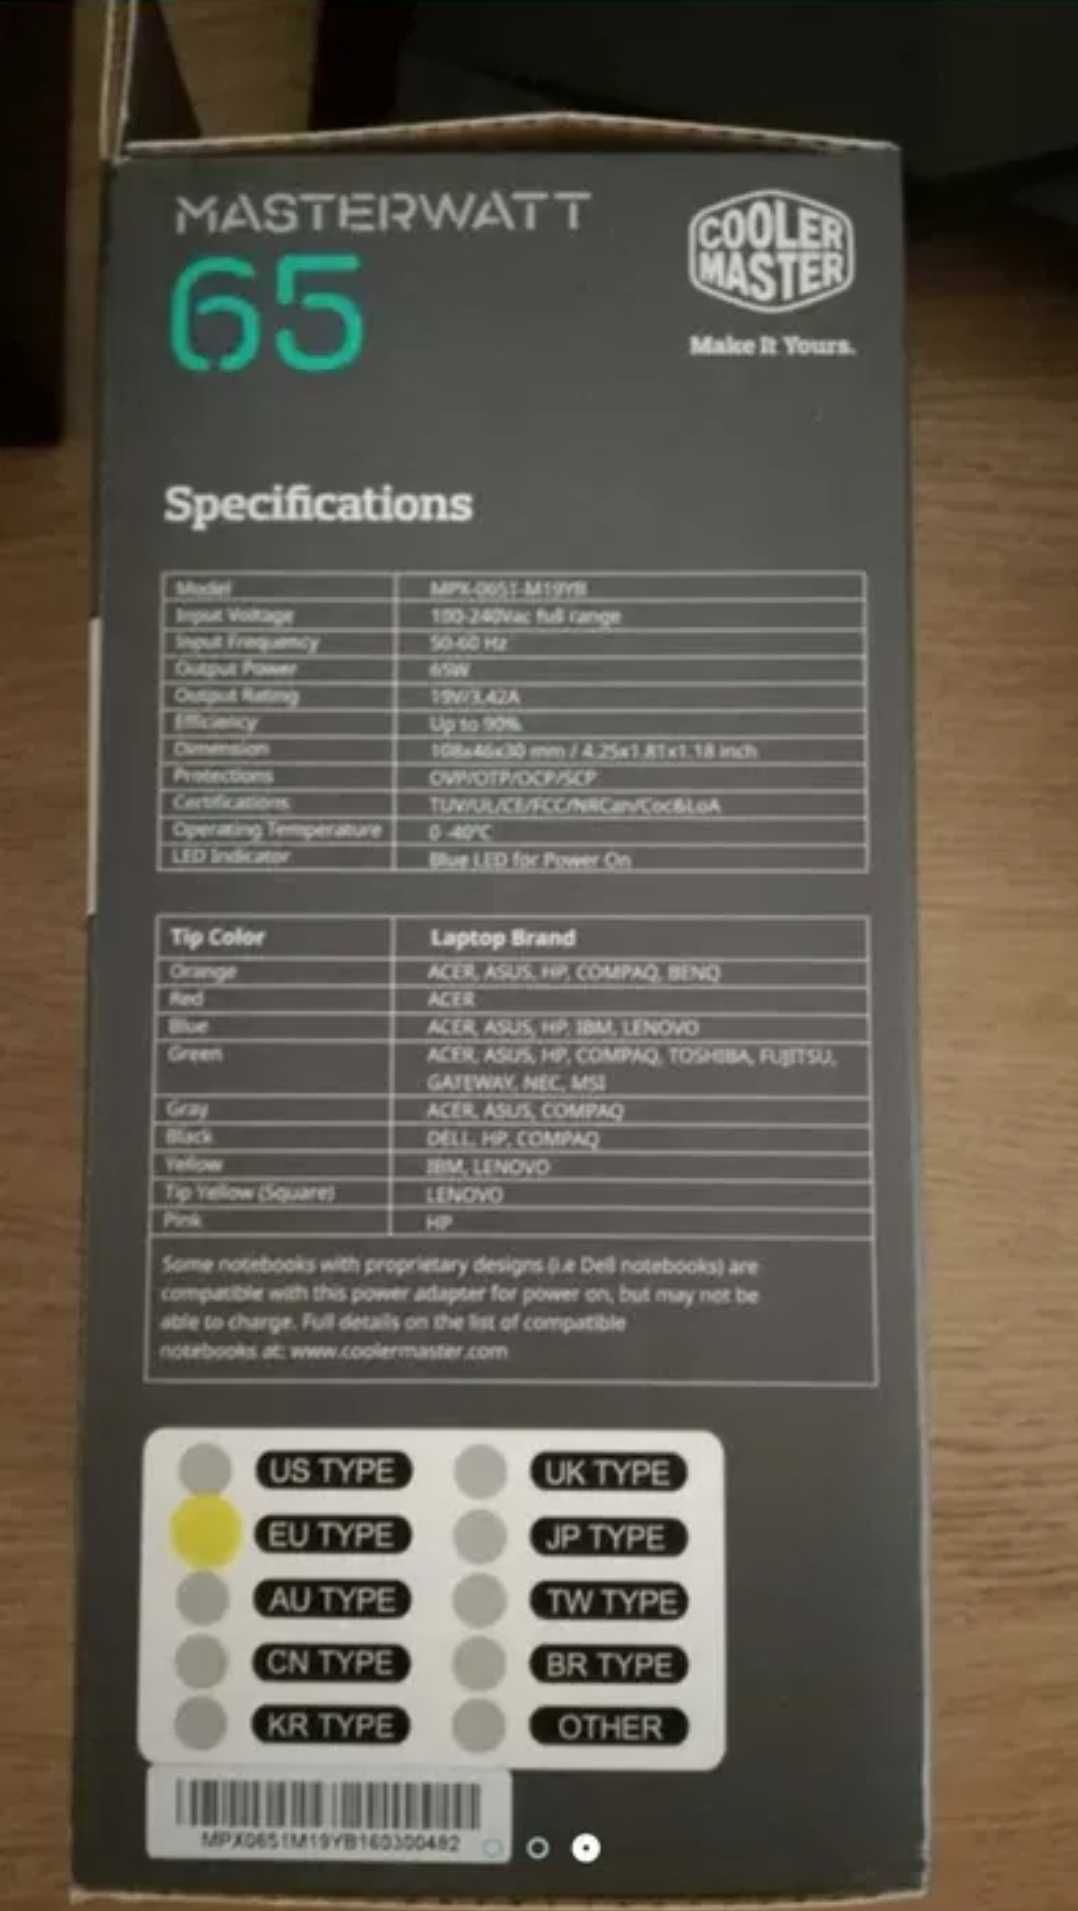 MASTERWATT
65
COOLER
MASTER
Make It Yours.
Specifications
Model MPX-0651-M19YB
Input Voltage 100-240Vac full range
Input Frequency 50-60 Hz
Output Power 65W
Output Rating 19V/3.42A
Efficiency Up to 90%
Dimension 108x46x30 mm / 4.25x1.81x1.18 inch
Protections OVP/OTP/OCP/SCP
Certifications TUV/UL/CE/FCC/NRCan/Coc&LoA
Operating Temperature 0 -40°C
LED Indicator Blue LED for Power On
Tip Color Laptop Brand
Orange ACER, ASUS, HP, COMPAQ, BENQ
Red ACER
Blue ACER, ASUS, HP, IBM, LENOVO
Green ACER, ASUS, HP, COMPAQ, TOSHIBA, FUJITSU,
GATEWAY, NEC, MSI
Gray ACER, ASUS, COMPAQ
Black DELL, HP, COMPAQ
Yellow IBM, LENOVO
Tip Yellow (Square) LENOVO
Pink HP
Some notebooks with proprietary designs (i.e Dell notebooks) are
compatible with this power adapter for power on, but may not be
able to charge. Full details on the list of compatible
notebooks at: www.coolermaster.com
US TYPE UK TYPE
EU TYPE JP TYPE
AU TYPE TW TYPE
CN TYPE BR TYPE
KR TYPE OTHER
MPX0651M19YB160300482